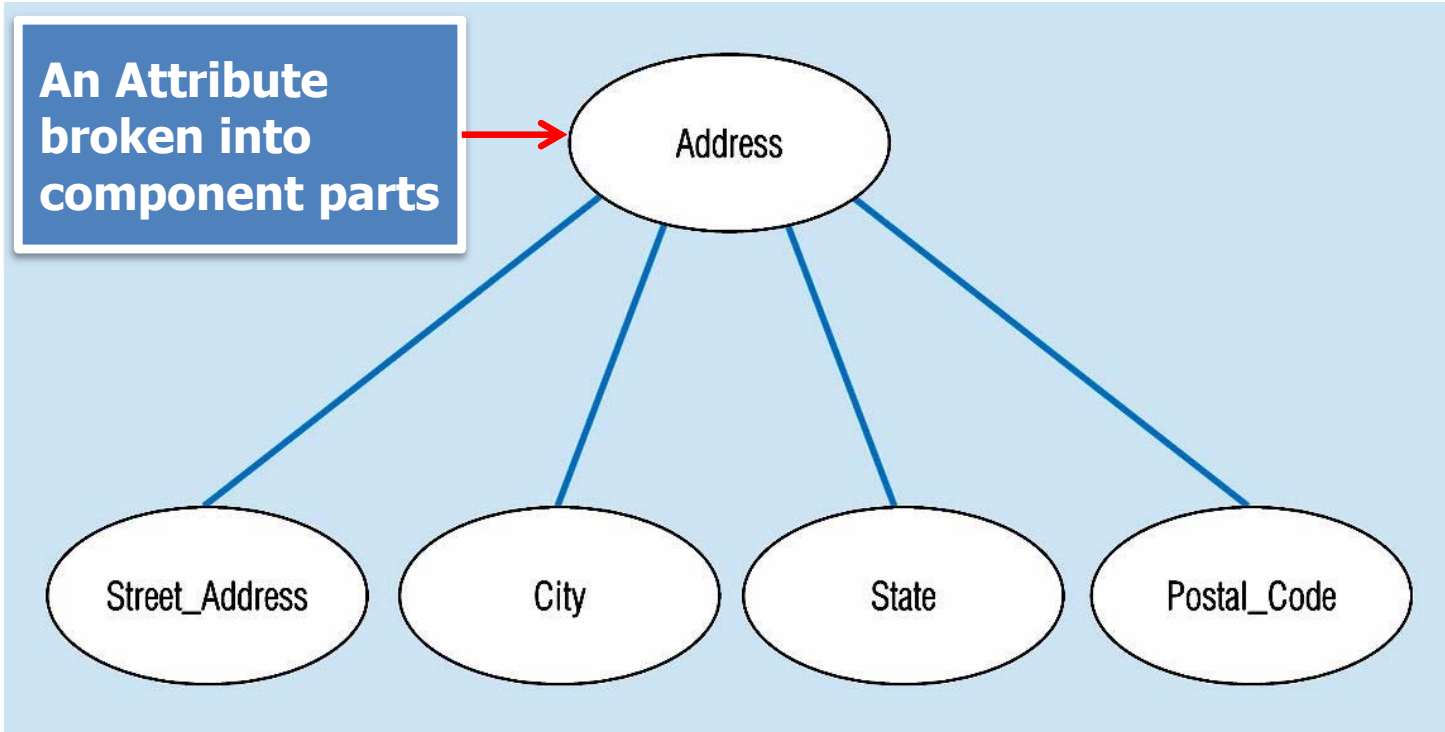 An Attribute
broken into
component parts
Address
Street_Address
City
State
Postal_Code